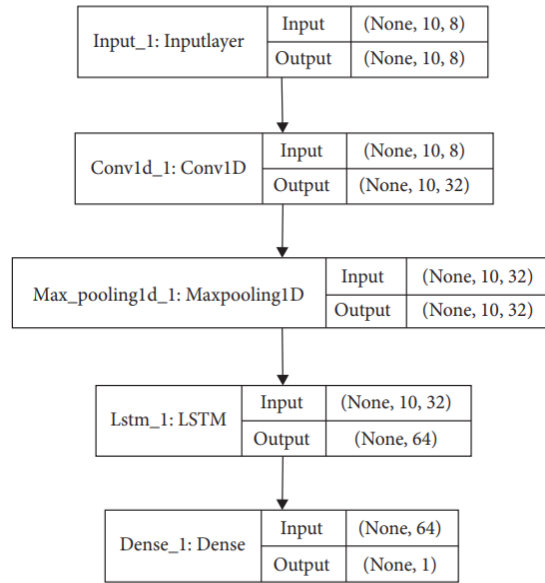 Input_1: Inputlayer
Input
(None, 10, 8)
Output
(None, 10, 8)
Conv1d_1: Conv1D
Input
(None, 10, 8)
Output
(None, 10, 32)
Max_pooling1d_1: Maxpooling1D
Input
(None, 10, 32)
Output
(None, 10, 32)
Lstm_1: LSTM
Input
(None, 10, 32)
Output
(None, 64)
Dense_1: Dense
Input
(None, 64)
Output
(None, 1)